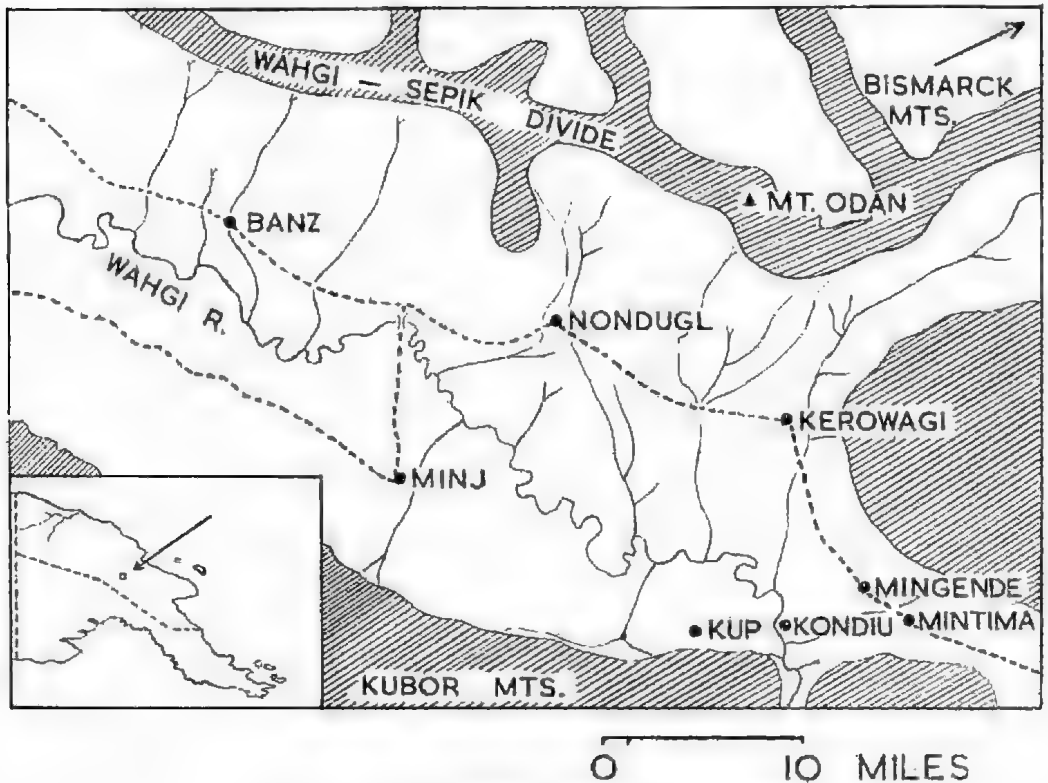 WAHGI — SEPIK DIVIDE
BISMARCK
MTS.
MT. ODAN
BANZ
WAHGI R.
NONDUGL
KEROWAGI
MINJ
MINGENDE
MINTIMA
KUP
KONDIU
KUBOR MTS.
0 10 MILES